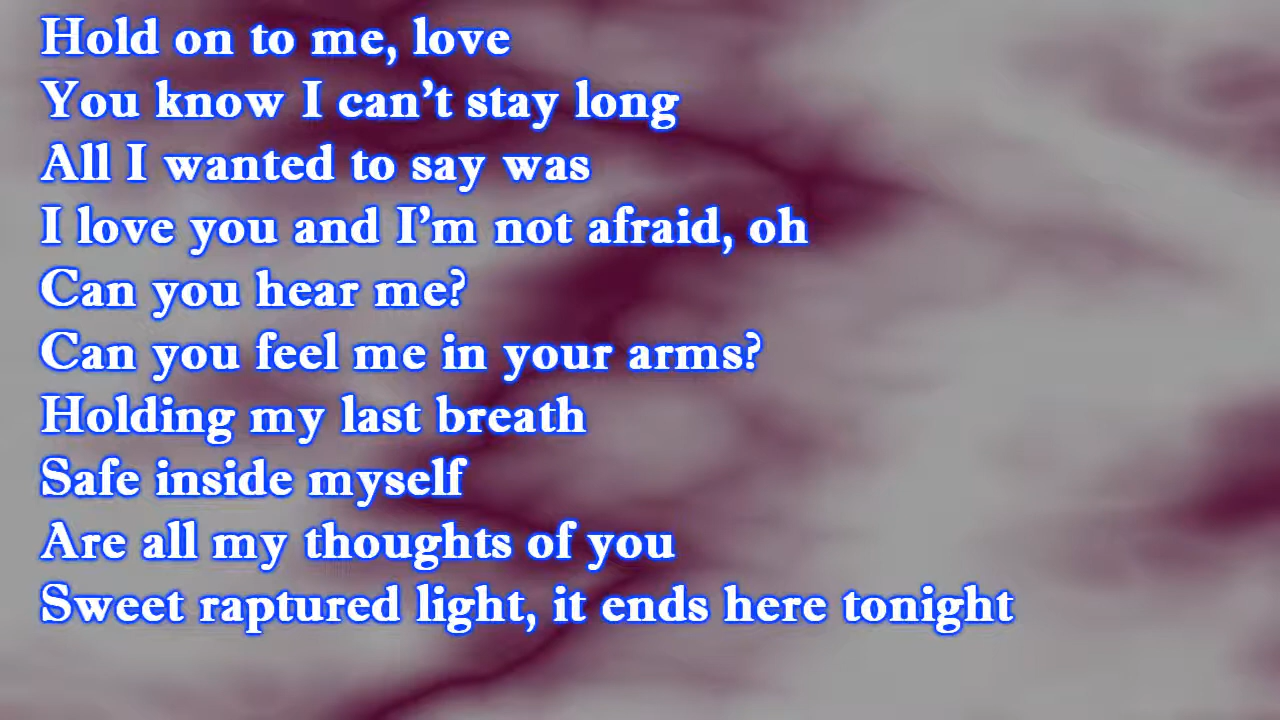 Hold on to me, love
You know I can't stay long
All I wanted to say was
I love you and I'm not afraid, oh
Can you hear me?
Can you feel me in your arms?
Holding my last breath
Safe inside myself
Are all my thoughts of you
Sweet raptured light, it ends here tonight